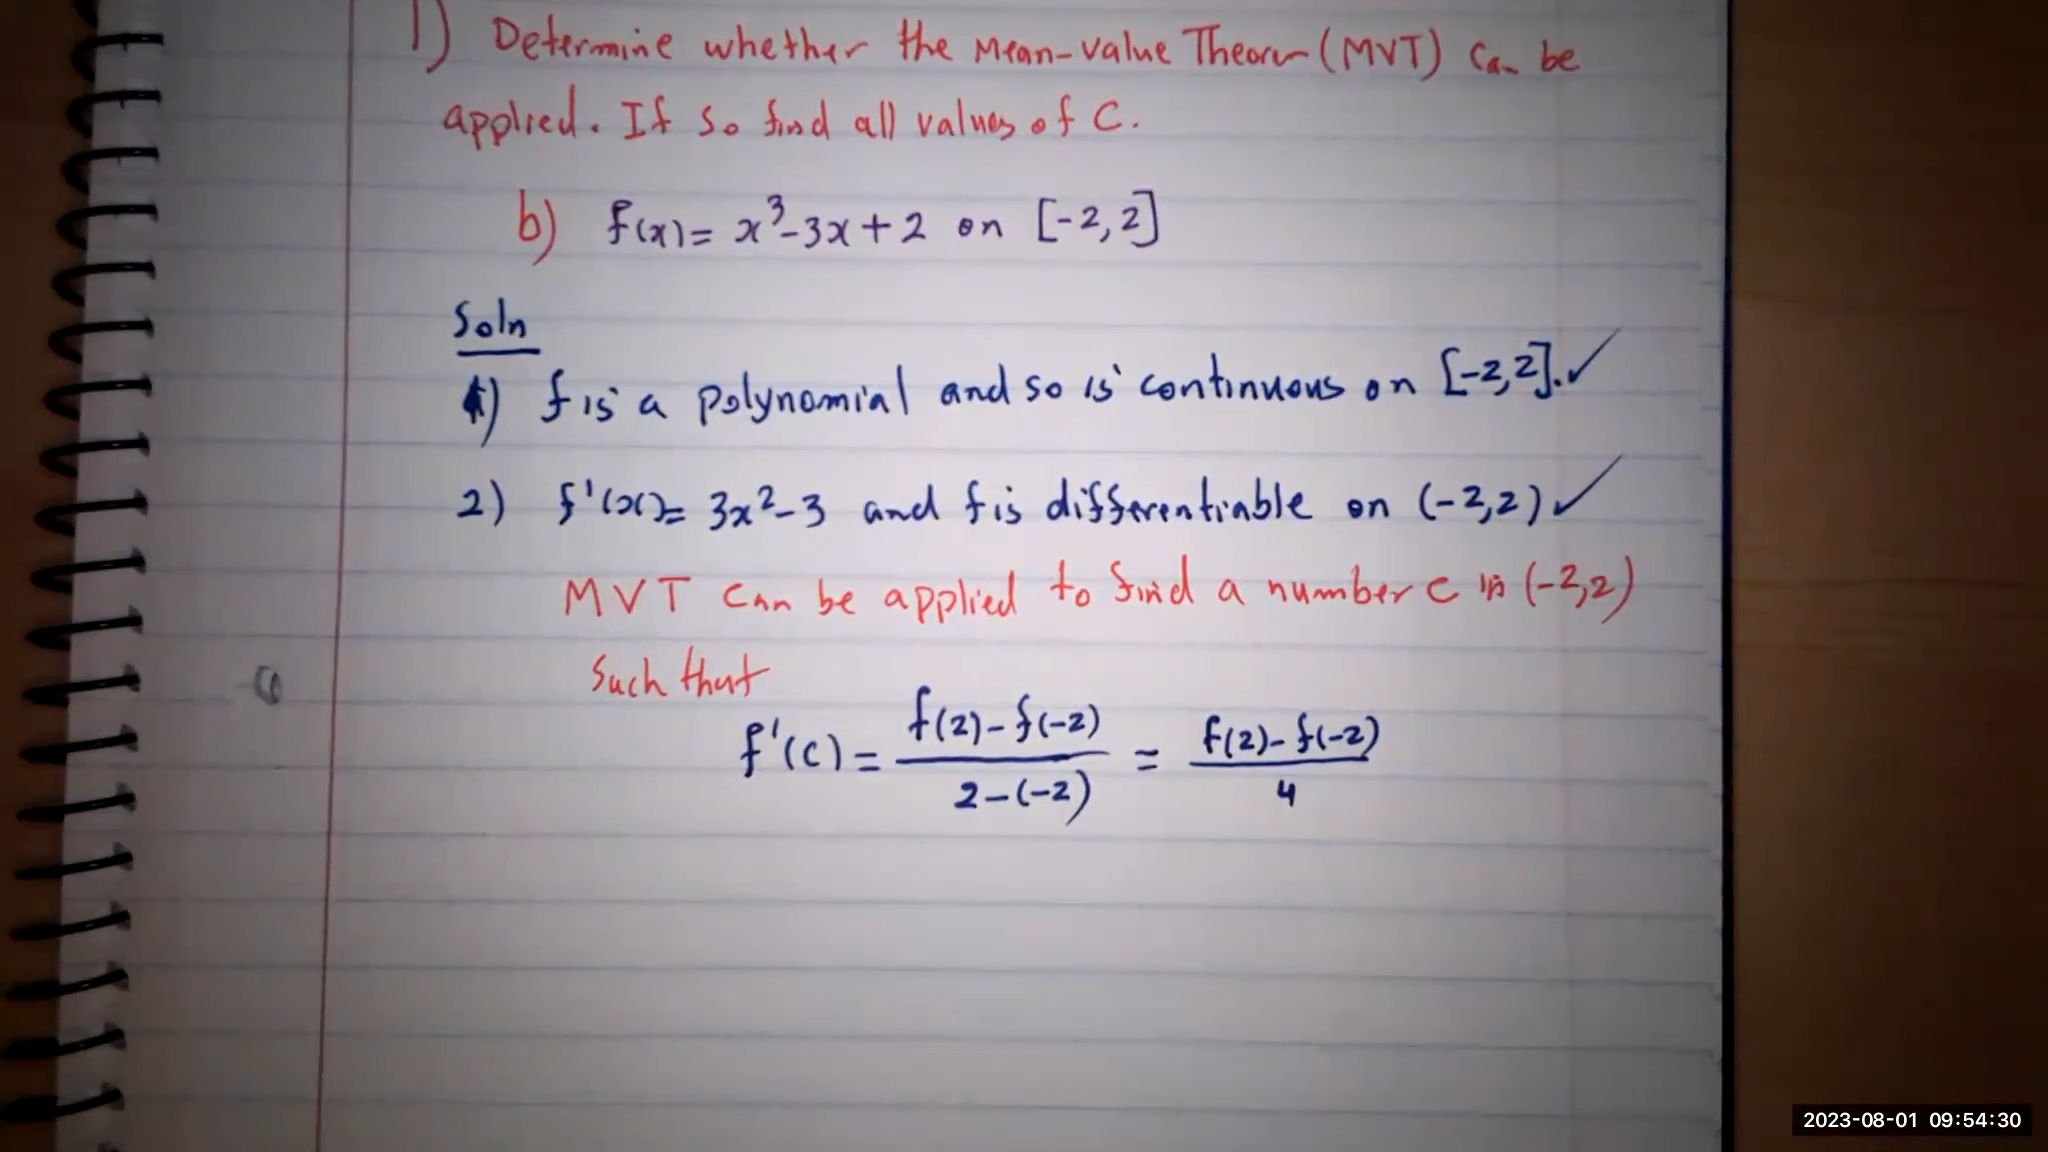 1) Determine whether the Mean-value Theorem (MVT) can be
applied. If so find all values of C.
b) f(x) = x³-3x+2 on [-2,2]
Soln
1) f is a polynomial and so is continuous on [-2,2]. ✓
2) f'(x) = 3x²-3 and f is differentiable on (-2,2) ✓
MVT can be applied to find a number c in (-2,2)
such that
f'(c) = f(2)-f(-2) / 2-(-2) = f(2)-f(-2) / 4
2023-08-01 09:54:30